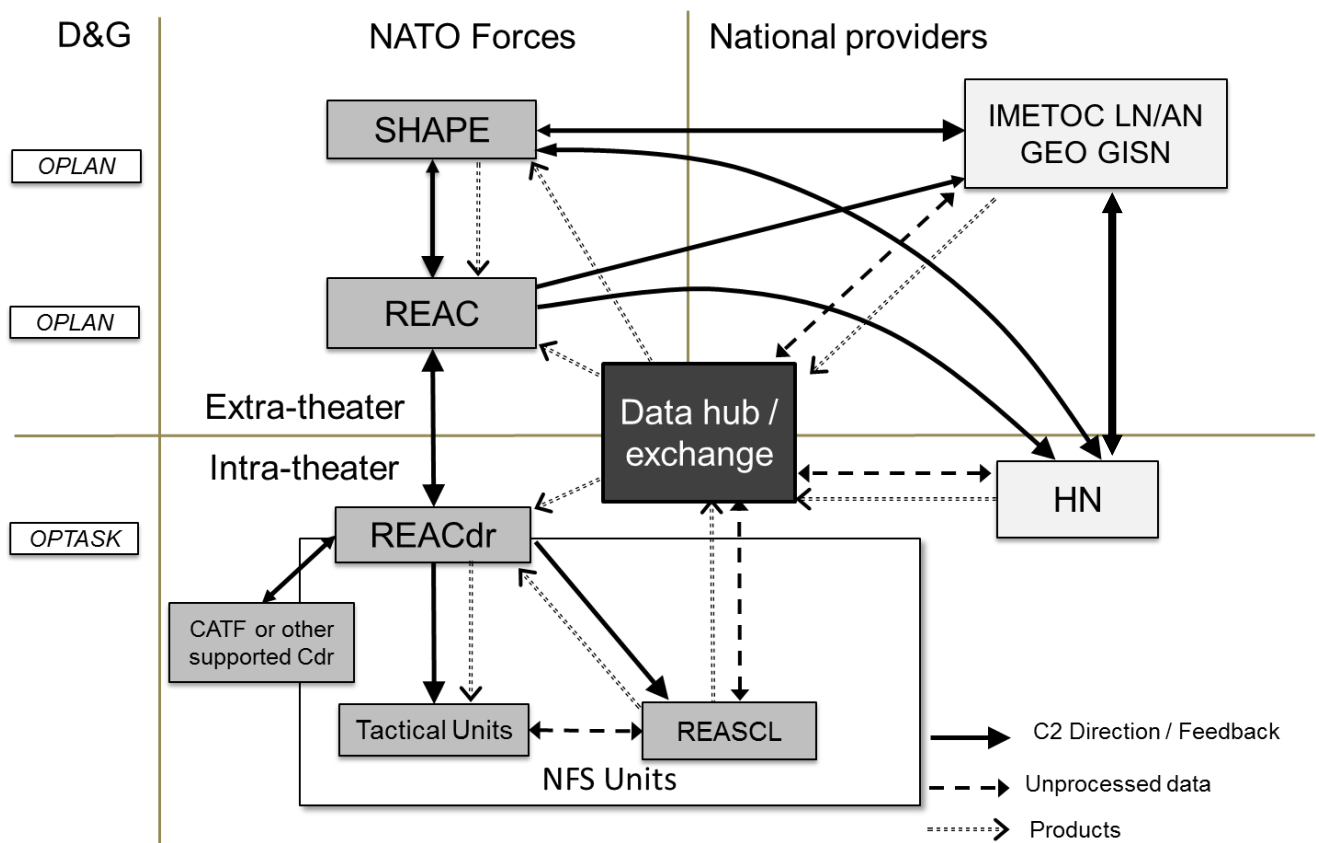 D&G
NATO Forces
National providers
SHAPE
IMETOC LN/AN
GEO GISN
OPLAN
REAC
OPLAN
Extra-theater
Data hub /
exchange
Intra-theater
HN
REACdr
OPTASK
CATF or other
supported Cdr
Tactical Units
REASCL
NFS Units
C2 Direction / Feedback
Unprocessed data
Products